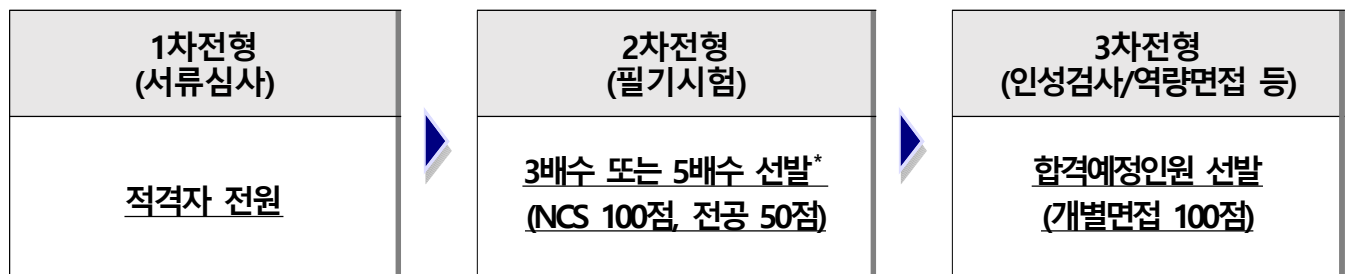 1차전형
(서류심사)
적격자 전원
2차전형
(필기시험)
3배수 또는 5배수 선발*
(NCS 100점, 전공 50점)
3차전형
(인성검사/역량면접 등)
합격예정인원 선발
(개별면접 100점)